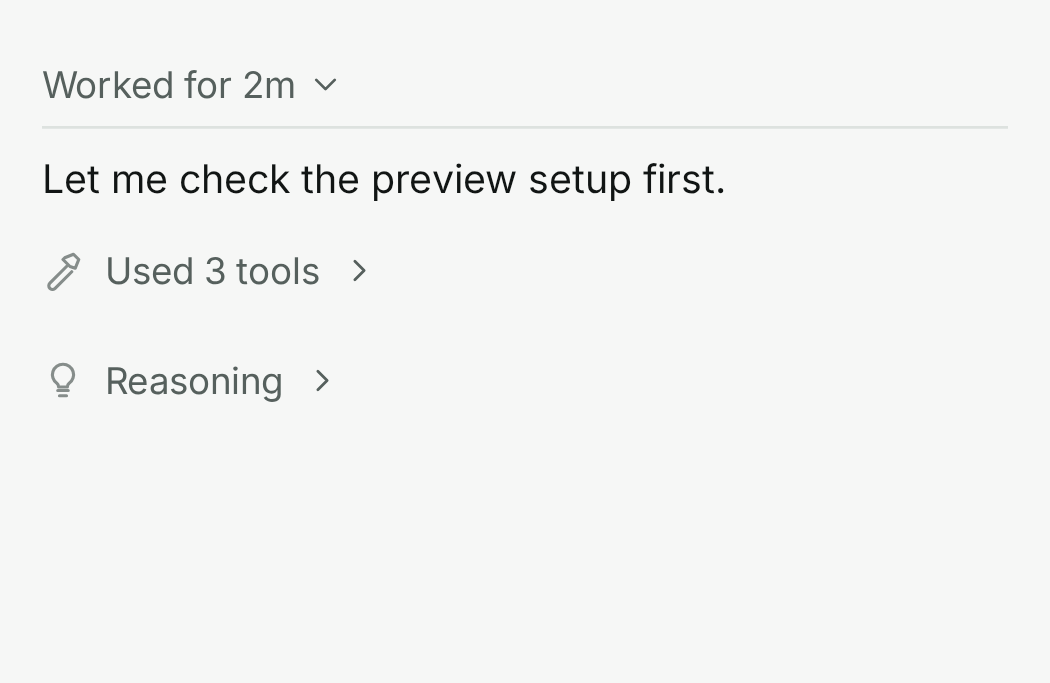 Worked for 2m
Let me check the preview setup first.
Used 3 tools
Reasoning